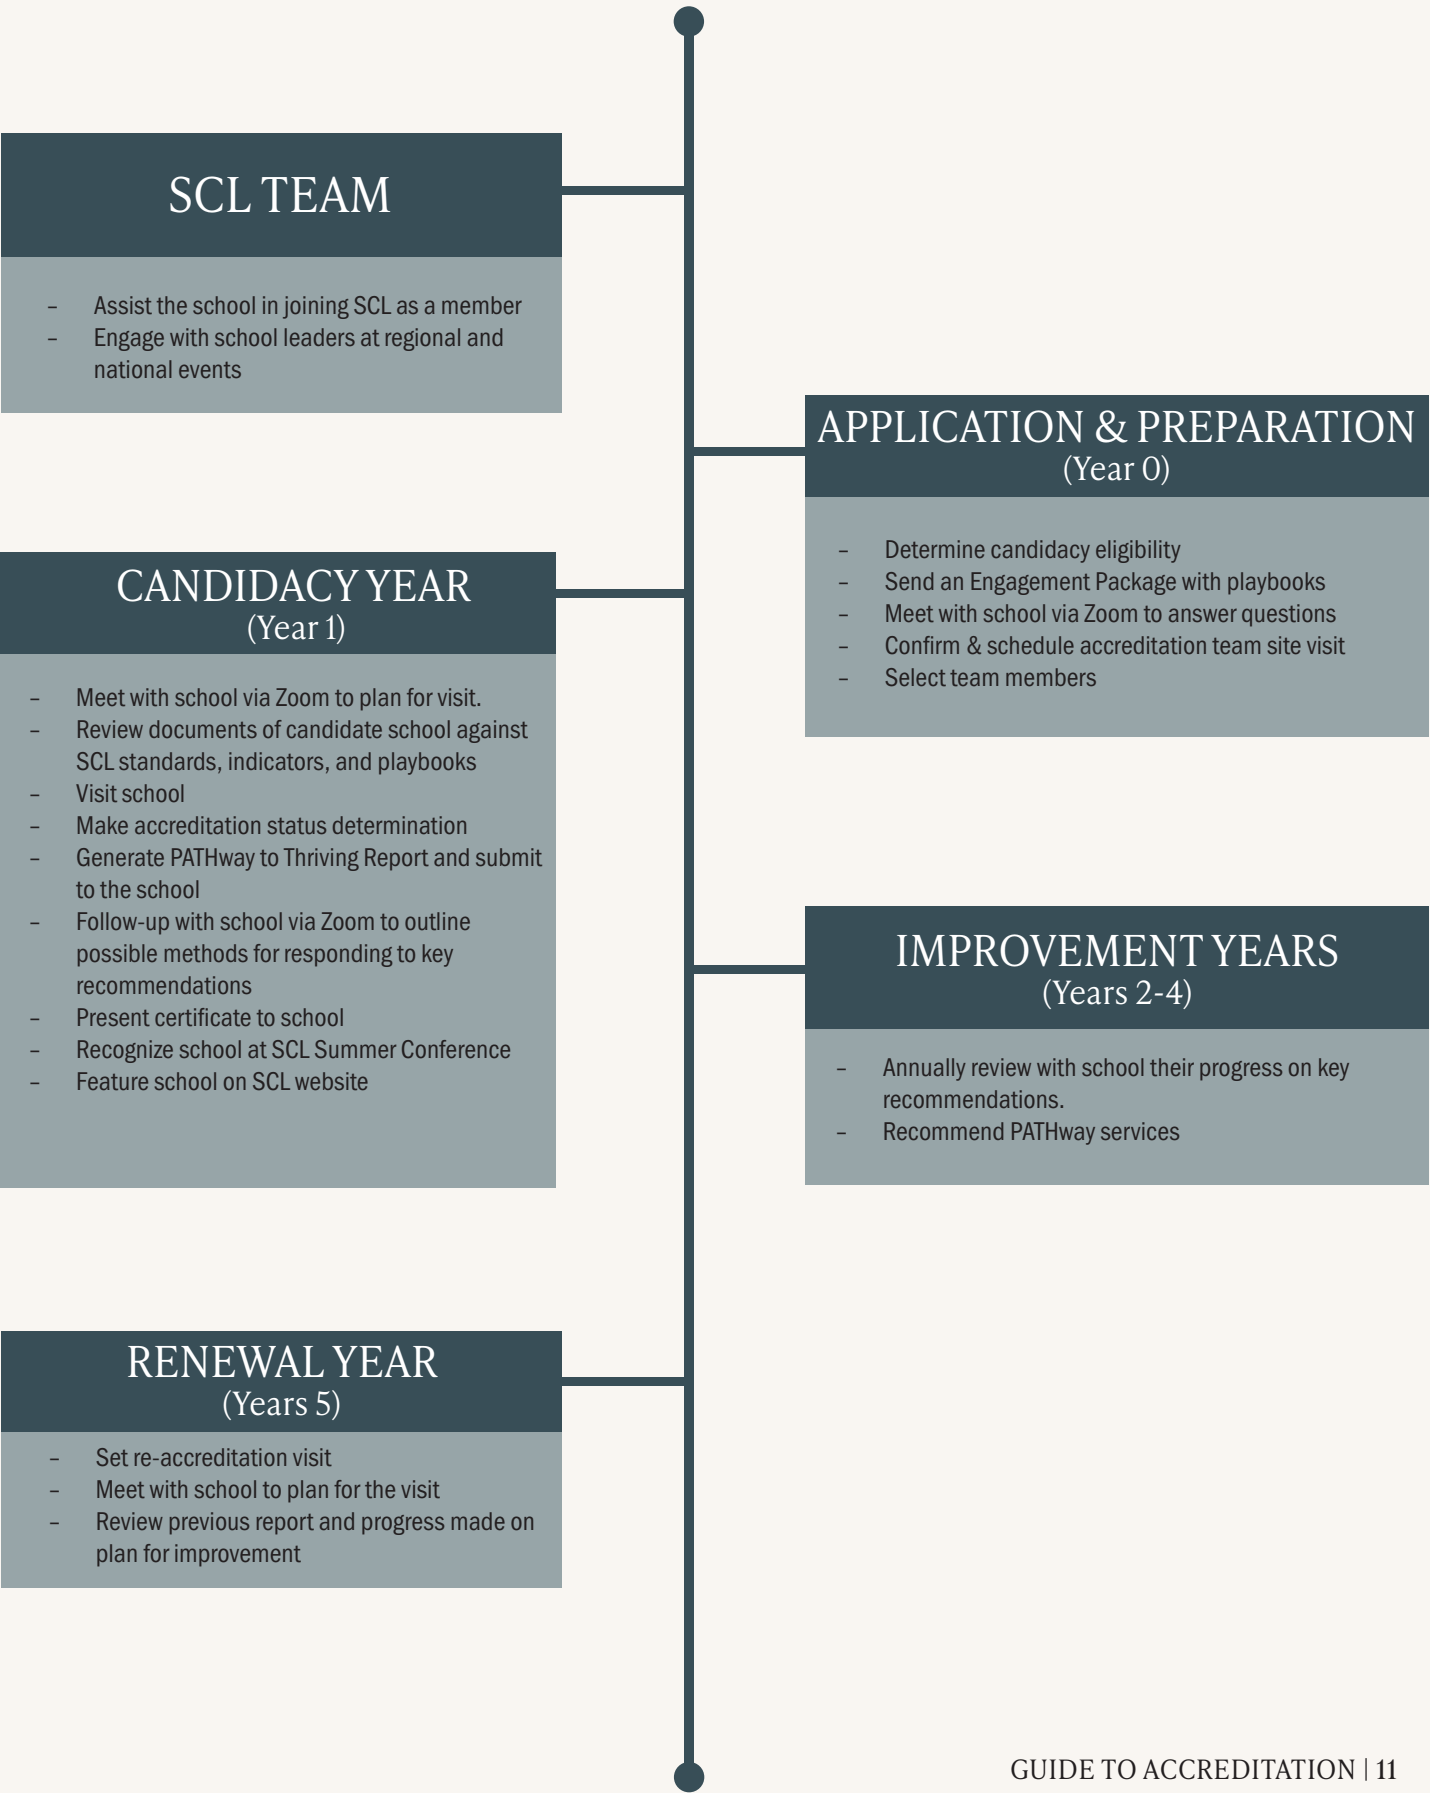 SCL TEAM
– Assist the school in joining SCL as a member
– Engage with school leaders at regional and
national events
APPLICATION & PREPARATION
(Year 0)
– Determine candidacy eligibility
– Send an Engagement Package with playbooks
– Meet with school via Zoom to answer questions
– Confirm & schedule accreditation team site visit
– Select team members
CANDIDACY YEAR
(Year 1)
– Meet with school via Zoom to plan for visit.
– Review documents of candidate school against
SCL standards, indicators, and playbooks
– Visit school
– Make accreditation status determination
– Generate PATHway to Thriving Report and submit
to the school
– Follow-up with school via Zoom to outline
possible methods for responding to key
recommendations
– Present certificate to school
– Recognize school at SCL Summer Conference
– Feature school on SCL website
IMPROVEMENT YEARS
(Years 2-4)
– Annually review with school their progress on key
recommendations.
– Recommend PATHway services
RENEWAL YEAR
(Years 5)
– Set re-accreditation visit
– Meet with school to plan for the visit
– Review previous report and progress made on
plan for improvement
GUIDE TO ACCREDITATION | 11